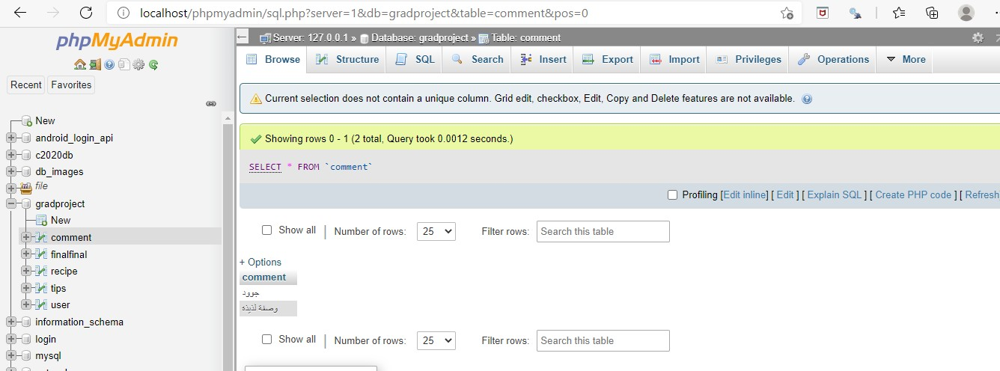 localhost/phpmyadmin/sql.php?server=1&db=gradproject&table=comment&pos=0
phpMyAdmin
Recent Favorites
New
android_login_api
c2020db
db_images
file
gradproject
New
comment
finalfinal
recipe
tips
user
information_schema
login
mysql
Server: 127.0.0.1 » Database: gradproject » Table: comment
Browse Structure SQL Search Insert Export Import Privileges Operations More
Current selection does not contain a unique column. Grid edit, checkbox, Edit, Copy and Delete features are not available.
Showing rows 0 - 1 (2 total, Query took 0.0012 seconds.)
SELECT * FROM `comment`
Profiling [Edit inline] [ Edit ] [ Explain SQL ] [ Create PHP code ] [ Refresh
Show all | Number of rows: 25 Filter rows: Search this table
+ Options
comment
جوود
وصفة لذيذه
Show all | Number of rows: 25 Filter rows: Search this table